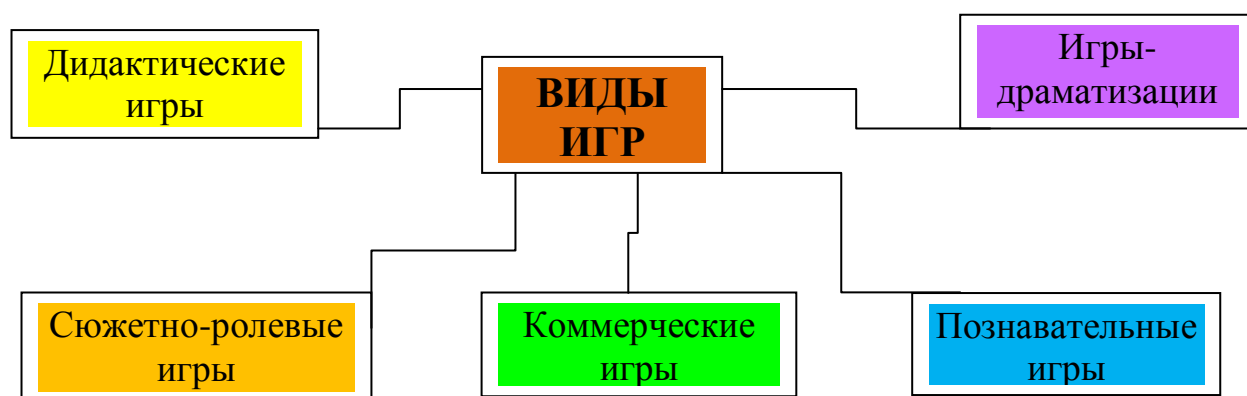 Дидактические
игры
ВИДЫ
ИГР
Игры-
драматизации
Сюжетно-ролевые
игры
Коммерческие
игры
Познавательные
игры